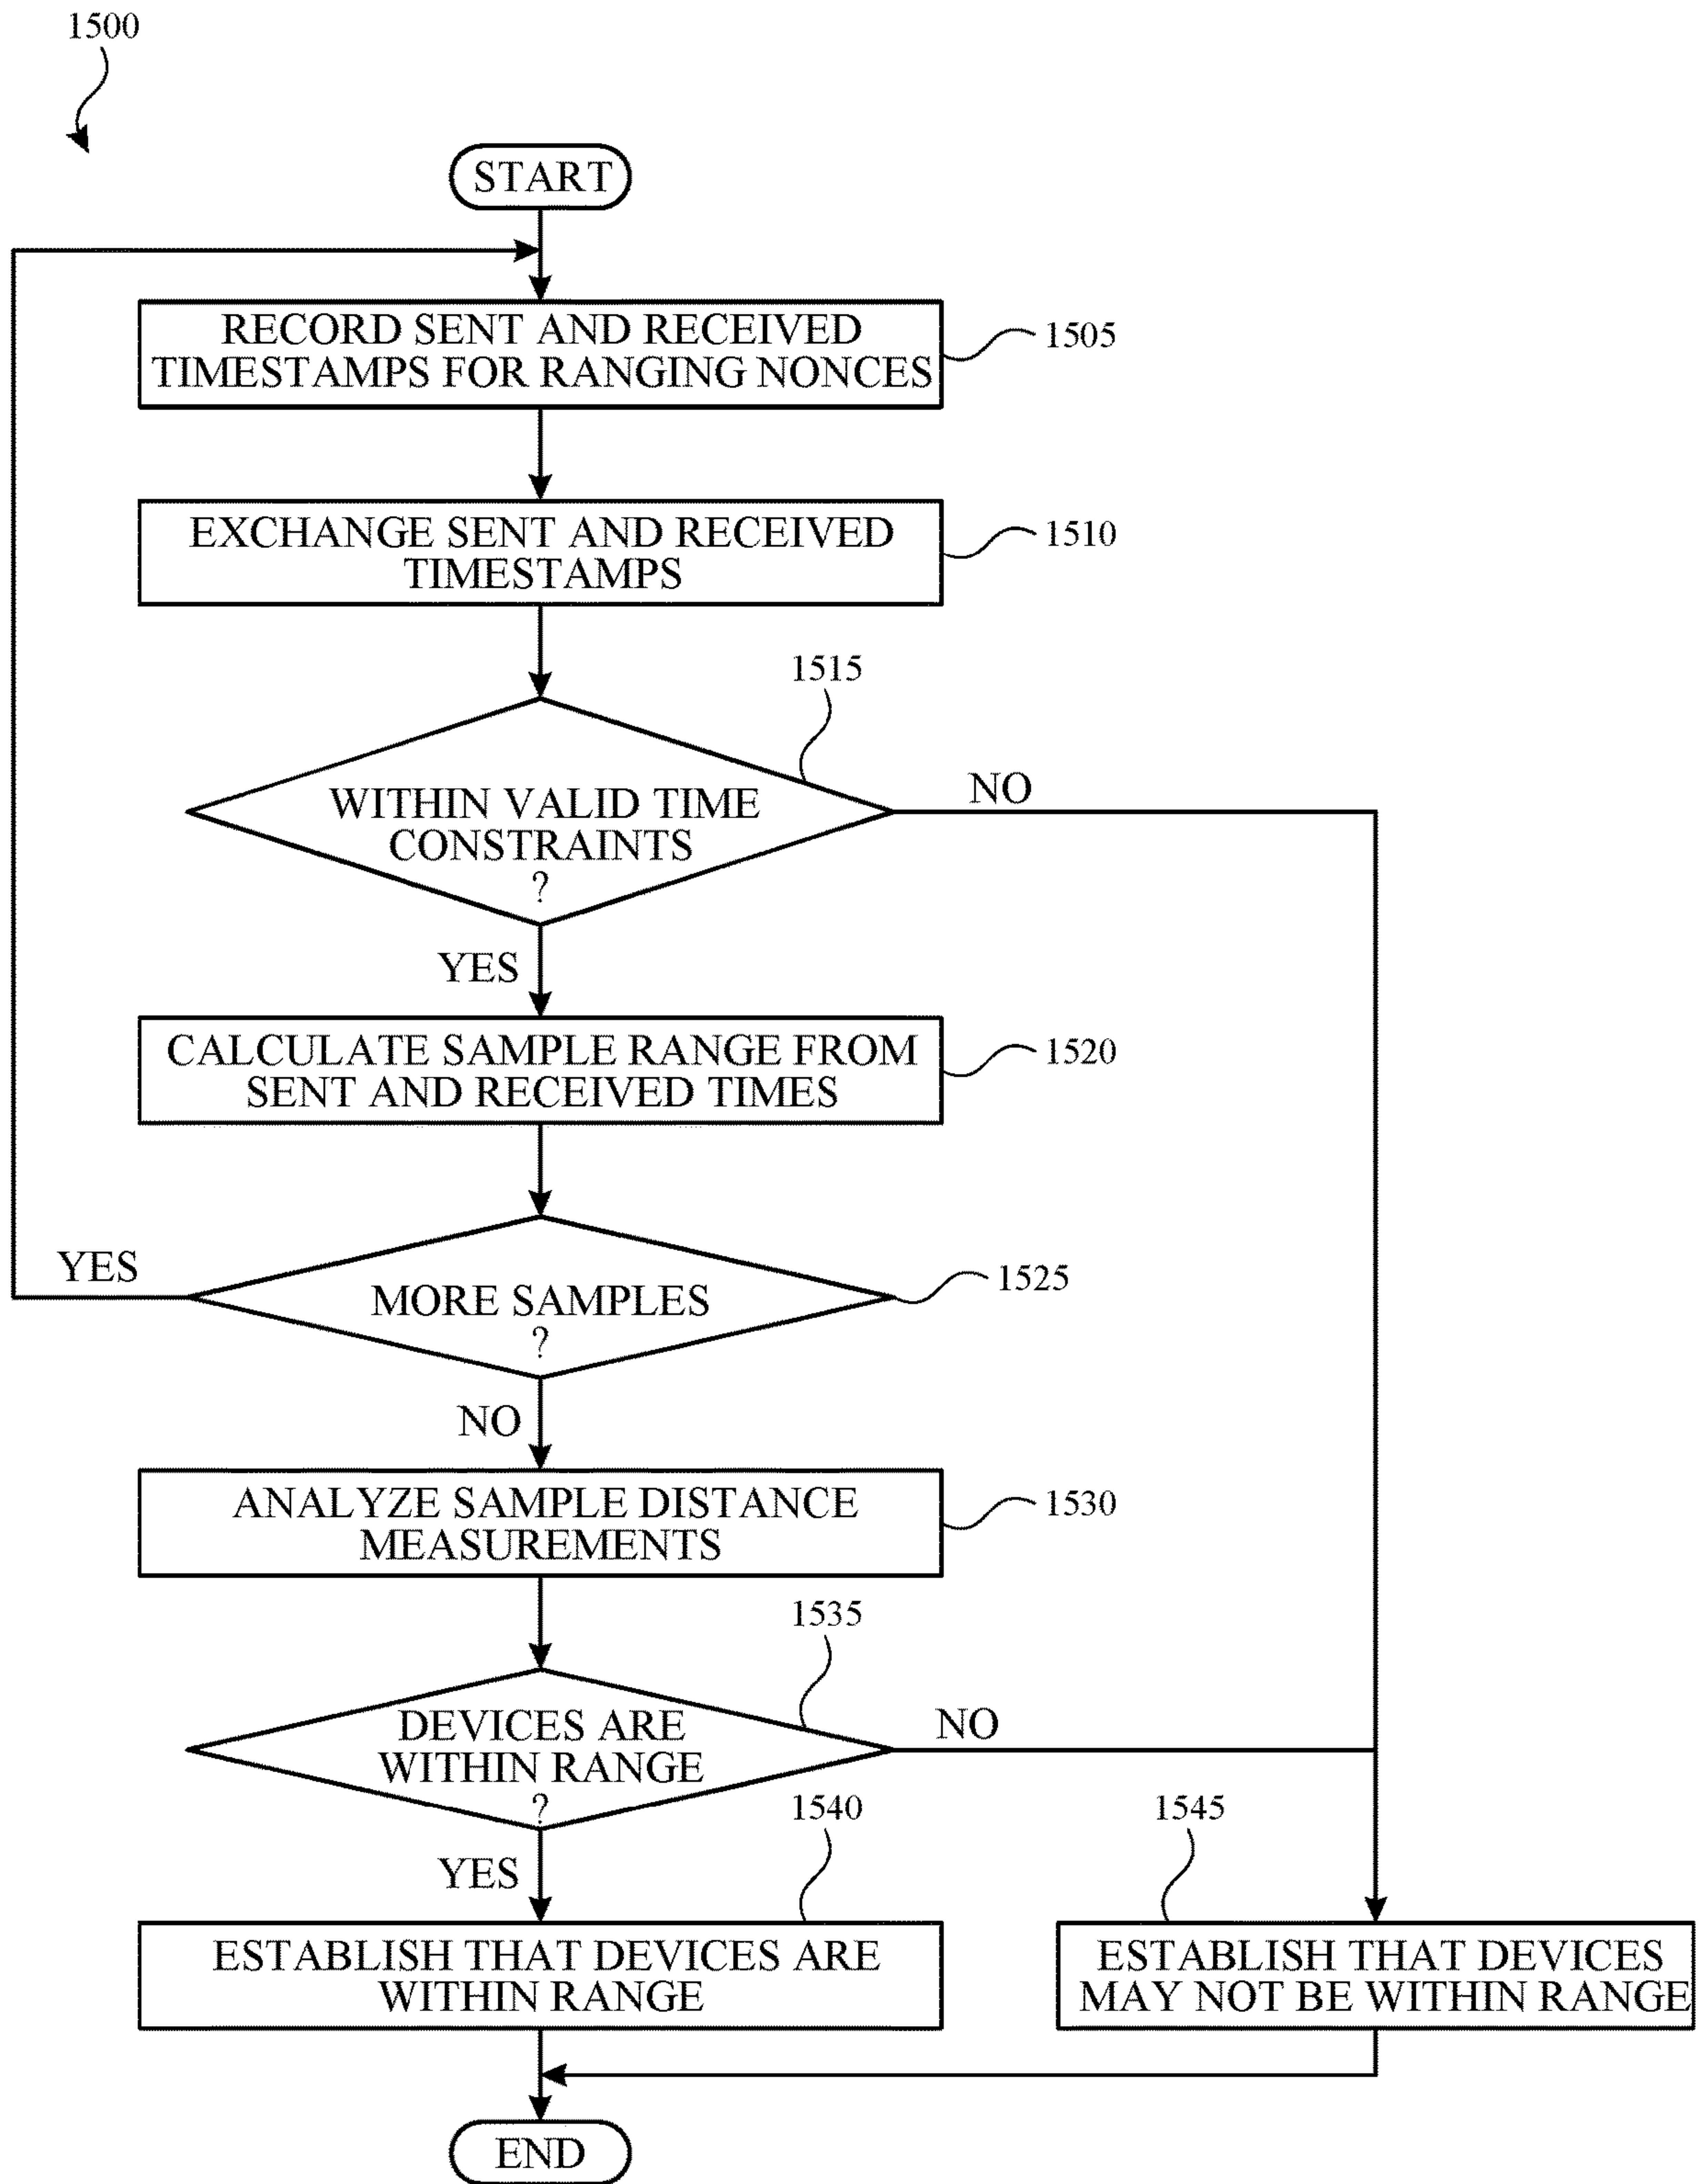 1500
START
RECORD SENT AND RECEIVED
TIMESTAMPS FOR RANGING NONCES
1505
EXCHANGE SENT AND RECEIVED
TIMESTAMPS
1510
1515
WITHIN VALID TIME
CONSTRAINTS
?
NO
YES
CALCULATE SAMPLE RANGE FROM
SENT AND RECEIVED TIMES
1520
YES
MORE SAMPLES
?
1525
NO
ANALYZE SAMPLE DISTANCE
MEASUREMENTS
1530
1535
DEVICES ARE
WITHIN RANGE
?
NO
YES
1540
1545
ESTABLISH THAT DEVICES ARE
WITHIN RANGE
ESTABLISH THAT DEVICES
MAY NOT BE WITHIN RANGE
END